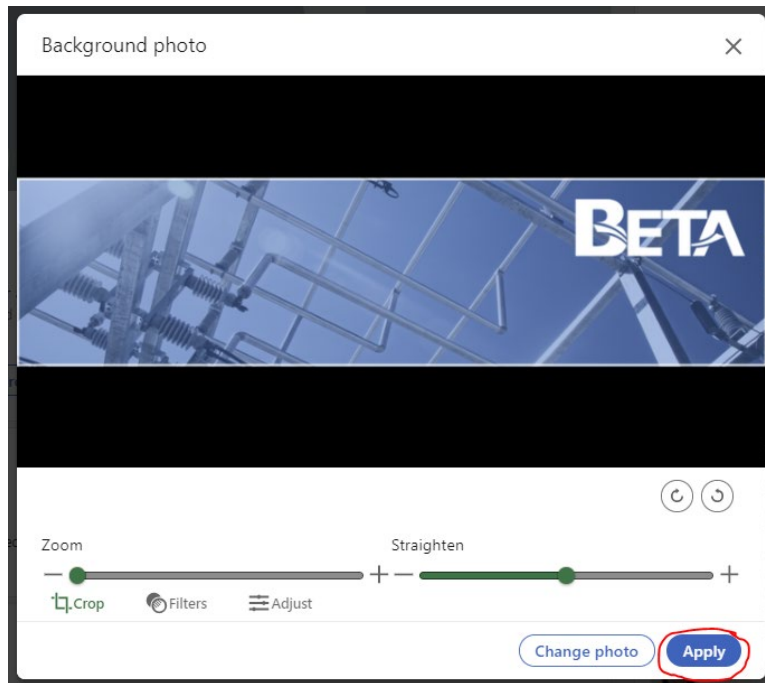 Background photo
BETA
Zoom
Straighten
Crop
Filters
Adjust
Change photo
Apply